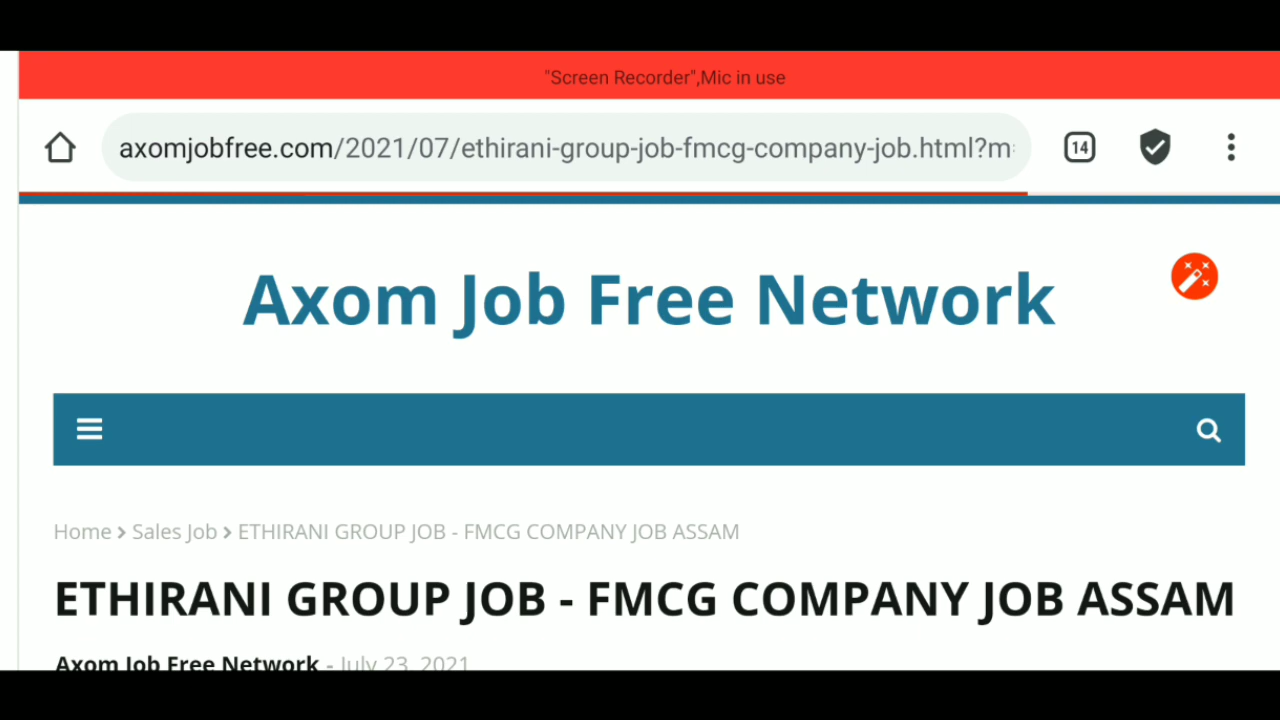 "Screen Recorder",Mic in use
axomjobfree.com/2021/07/ethirani-group-job-fmcg-company-job.html?m
14
Axom Job Free Network
Home > Sales Job > ETHIRANI GROUP JOB - FMCG COMPANY JOB ASSAM
ETHIRANI GROUP JOB - FMCG COMPANY JOB ASSAM
Axom Job Free Network - July 23, 2021